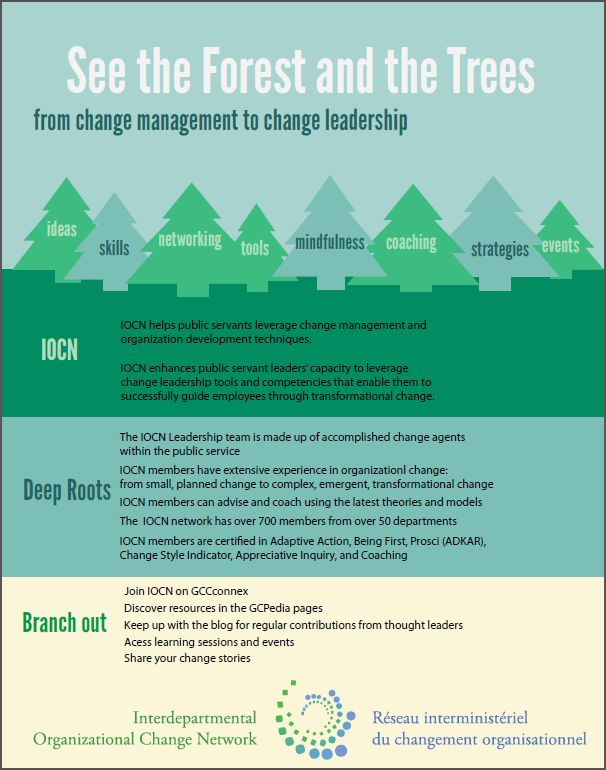 See the Forest and the Trees
from change management to change leadership
ideas
skills
networking
tools
mindfulness
coaching
strategies
events
IOCN
IOCN helps public servants leverage change management and
organization development techniques.
IOCN enhances public servant leaders' capacity to leverage
change leadership tools and competencies that enable them to
successfully guide employees through transformational change.
Deep Roots
The IOCN Leadership team is made up of accomplished change agents
within the public service
IOCN members have extensive experience in organizationl change:
from small, planned change to complex, emergent, transformational change
IOCN members can advise and coach using the latest theories and models
The IOCN network has over 700 members from over 50 departments
IOCN members are certified in Adaptive Action, Being First, Prosci (ADKAR),
Change Style Indicator, Appreciative Inquiry, and Coaching
Branch out
Join IOCN on GCCconnex
Discover resources in the GCPedia pages
Keep up with the blog for regular contributions from thought leaders
Acess learning sessions and events
Share your change stories
Interdepartmental
Organizational Change Network
Réseau interministériel
du changement organisationnel